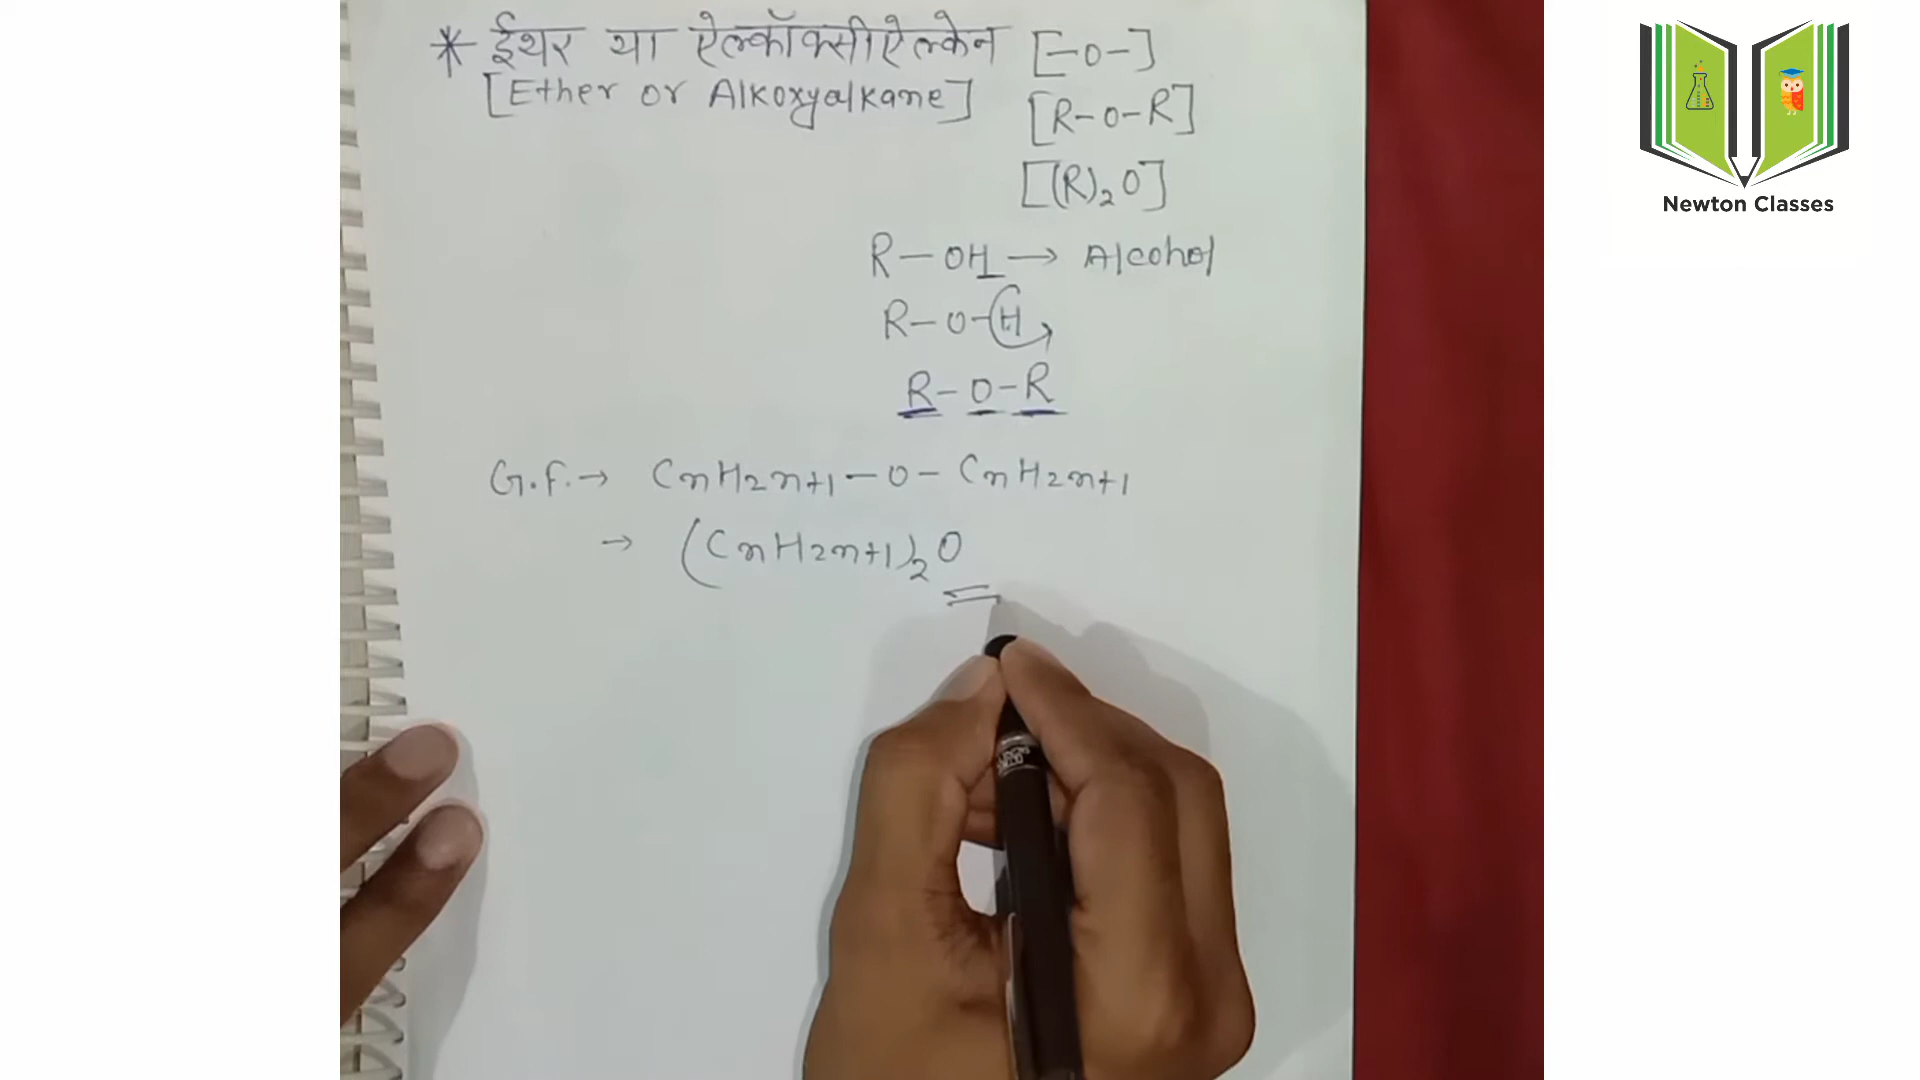 * ईथर या ऐल्कॉक्सीऐल्केन [-O-]
[Ether or Alkoxyalkane] [R-O-R]
[(R)₂O]
R-OH → Alcohol
R-O-H
R-O-R
G.F. → CnH2n+1-O-CnH2n+1
→ (CnH2n+1)₂O
Newton Classes